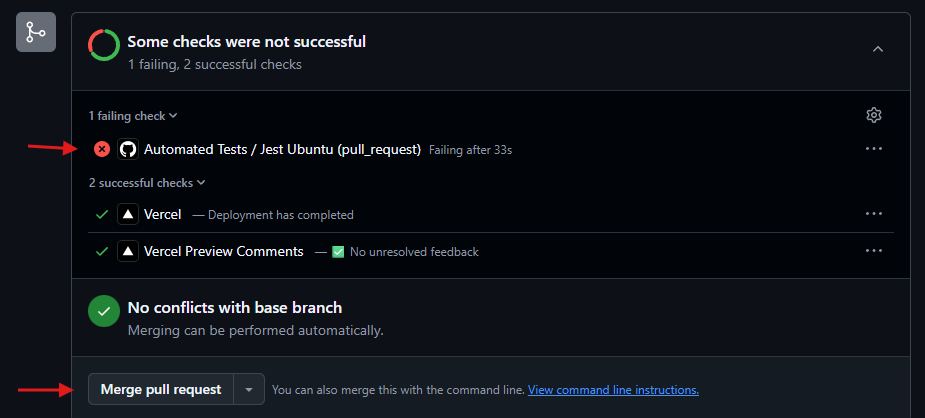 Some checks were not successful
1 failing, 2 successful checks
1 failing check
Automated Tests / Jest Ubuntu (pull_request) Failing after 33s
2 successful checks
Vercel — Deployment has completed
Vercel Preview Comments — ✅ No unresolved feedback
No conflicts with base branch
Merging can be performed automatically.
Merge pull request You can also merge this with the command line. View command line instructions.